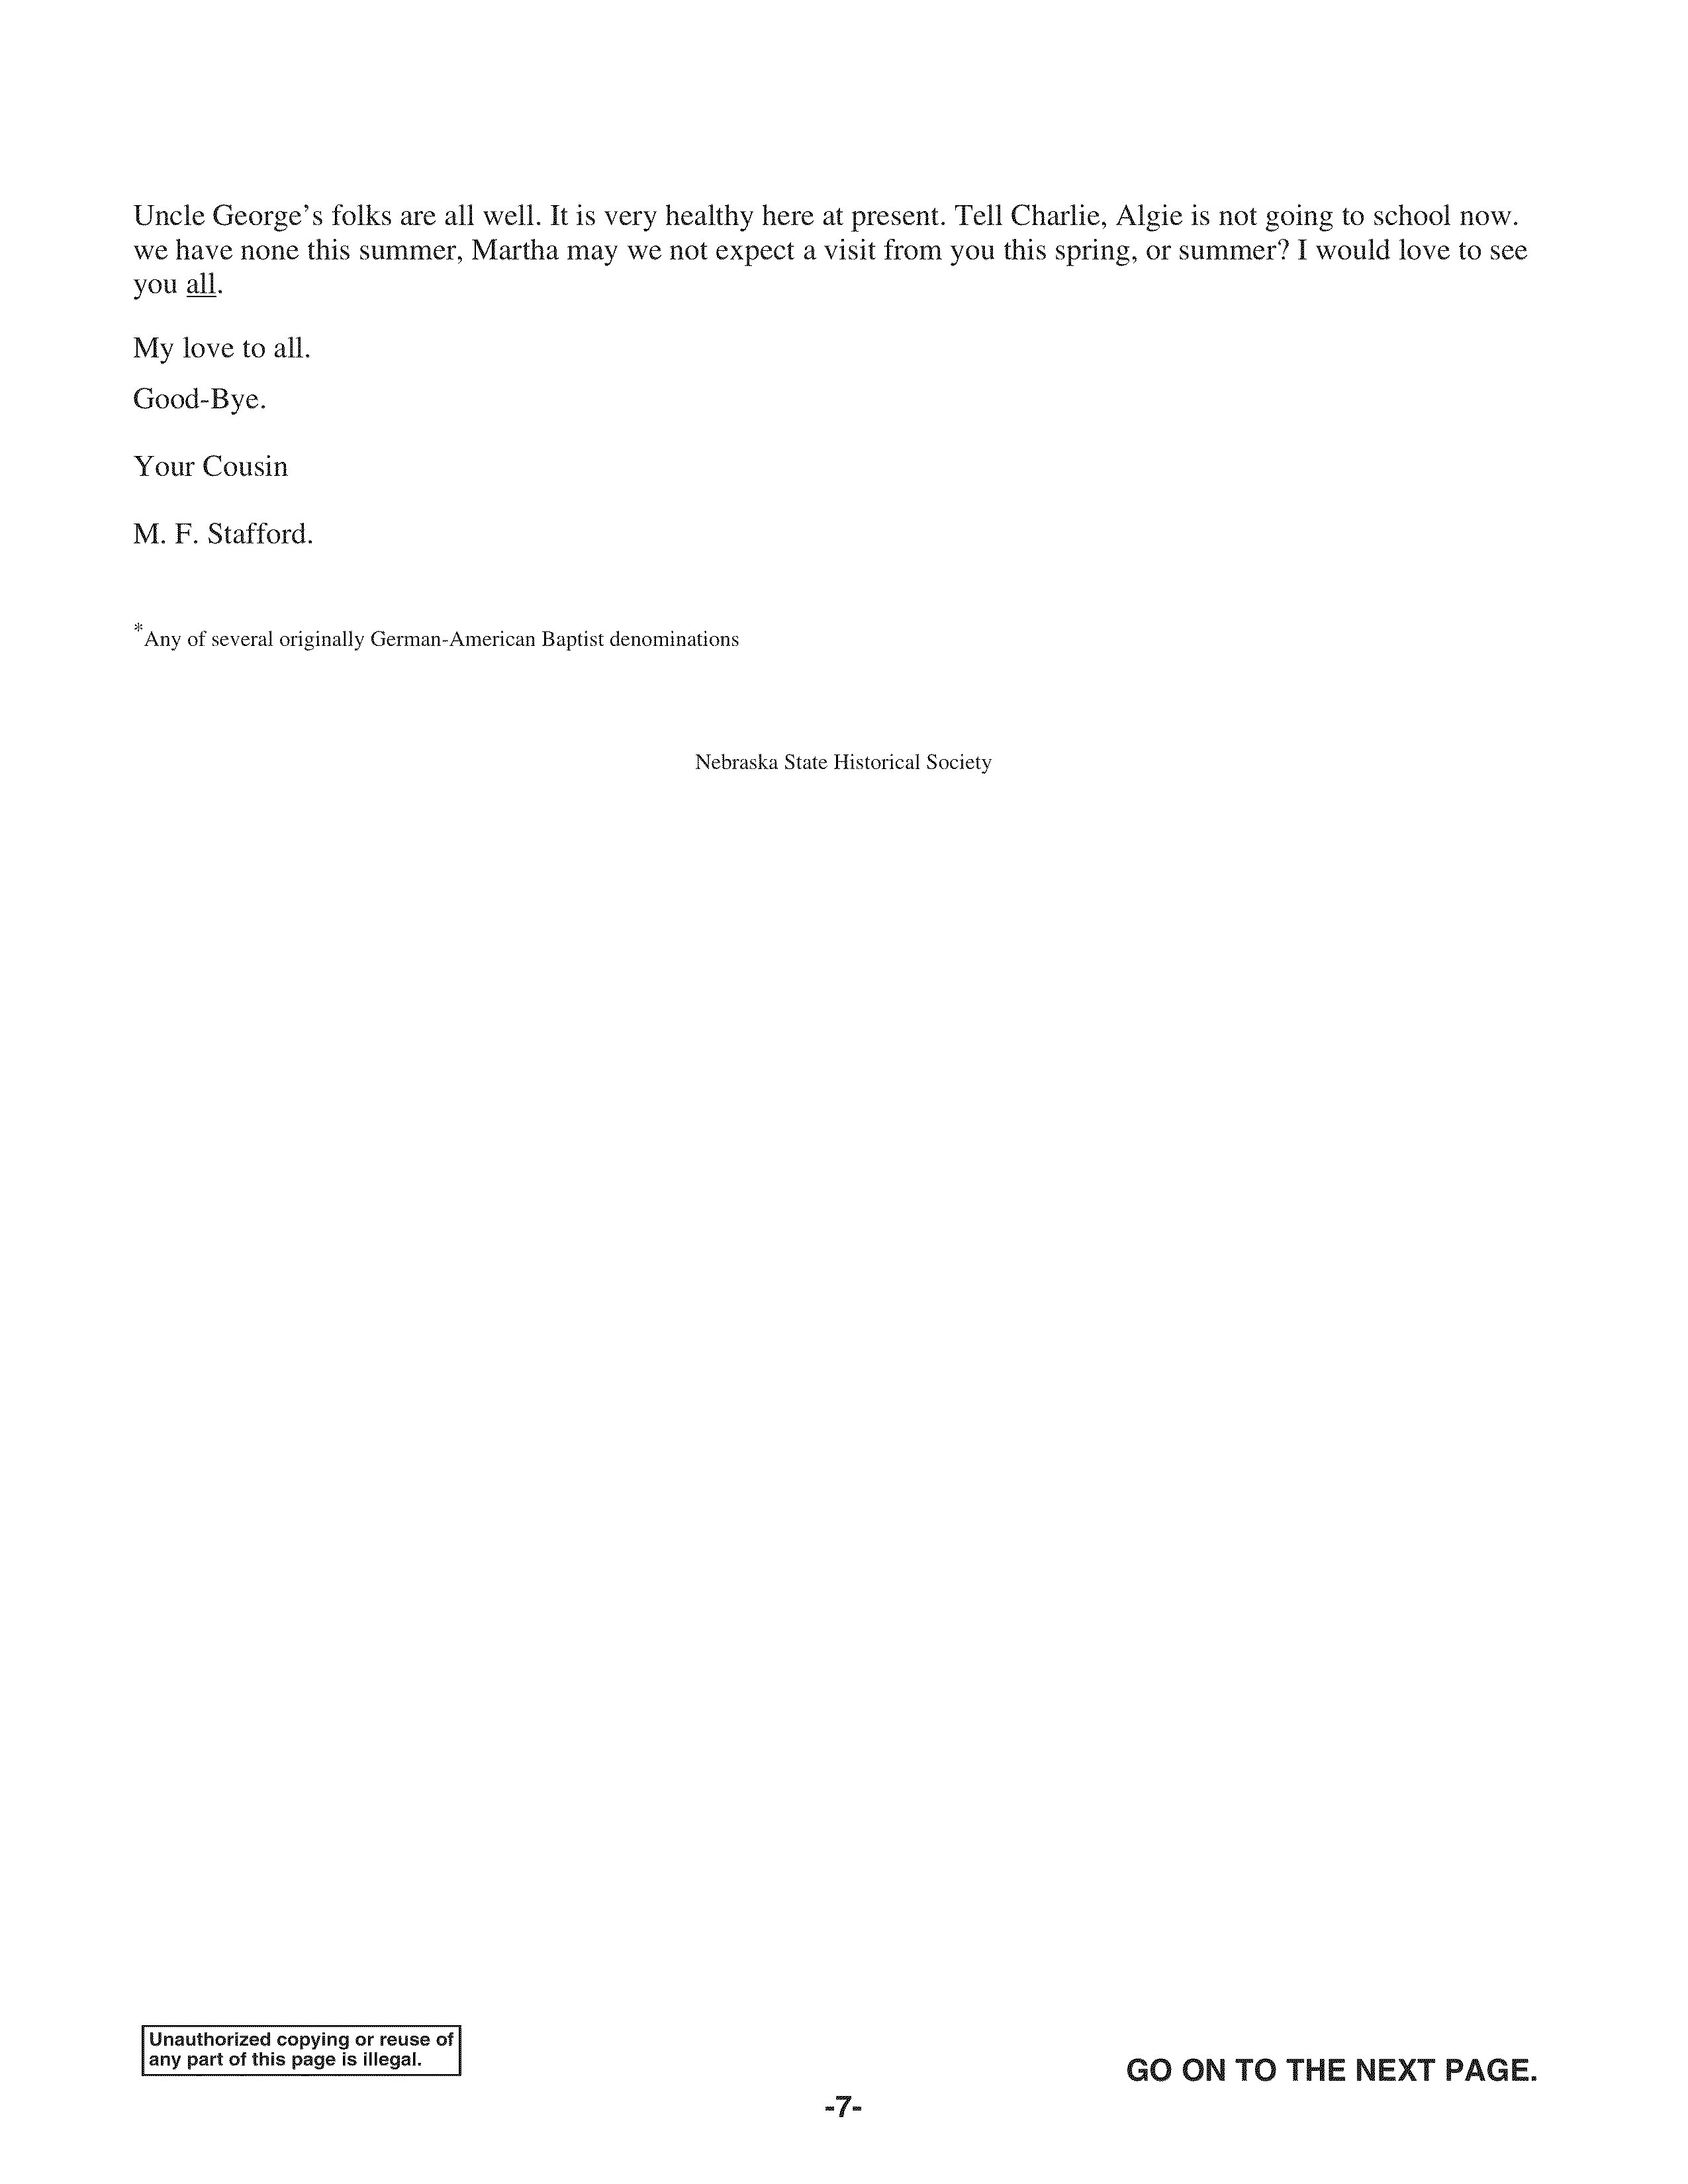 Uncle George’s folks are all well. It is very healthy here at present. Tell Charlie, Algie is not going to school now.
we have none this summer, Martha may we not expect a visit from you this spring, or summer? I would love to see
you all.
My love to all.
Good-Bye.
Your Cousin
M. F. Stafford.
*Any of several originally German-American Baptist denominations
Nebraska State Historical Society
Unauthorized copying or reuse of
any part of this page is illegal.
GO ON TO THE NEXT PAGE.
-7-